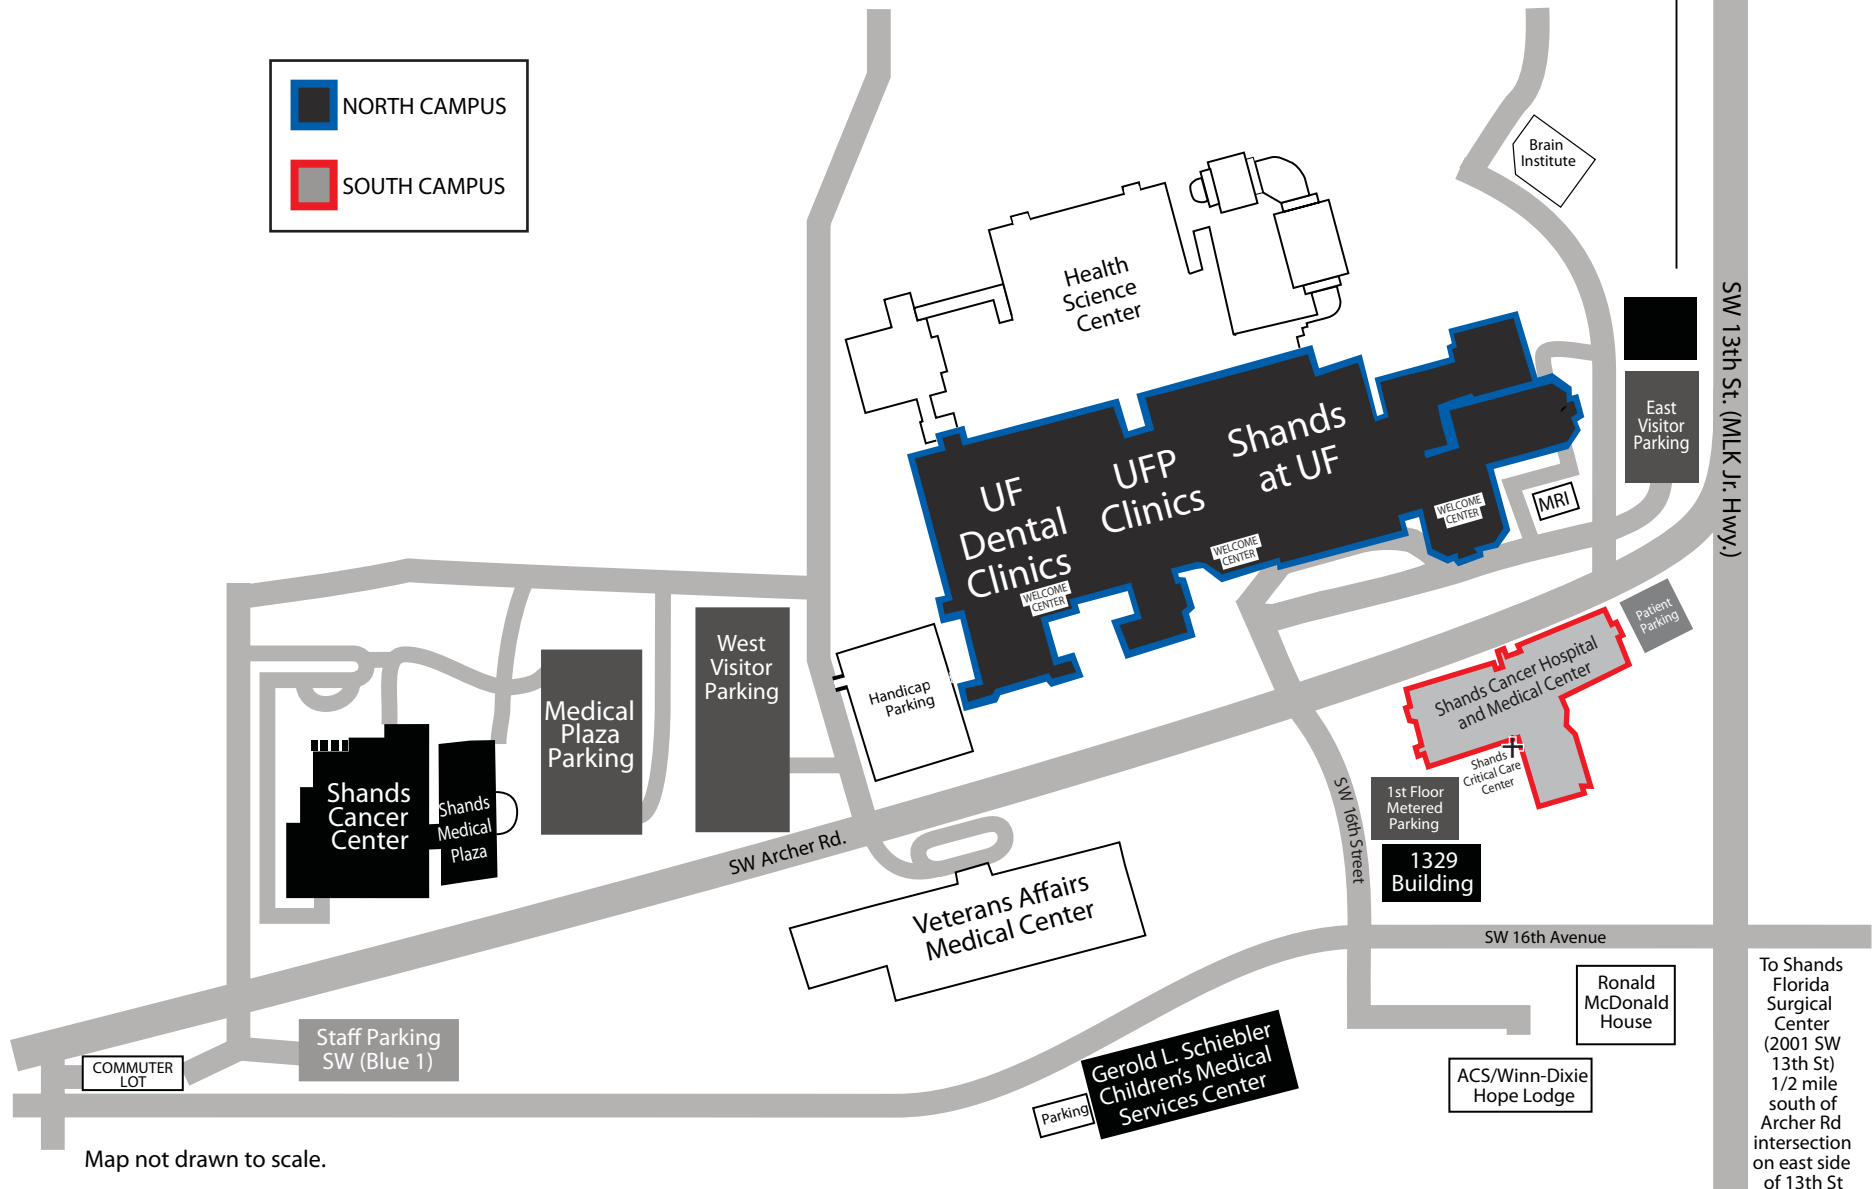 NORTH CAMPUS
SOUTH CAMPUS
Brain
Institute
Health
Science
Center
SW 13th St. (MLK Jr.Hwy.)
East
Visitor
Parking
Shands
at UF
UFP
Clinics
UF
Dental
Clinics
WELCOME
CENTER
WELCOME
CENTER
WELCOME
CENTER
MRI
Patient
Parking
West
Visitor
Parking
Handicap
Parking
Medical
Plaza
Parking
Shands Cancer Hospital
and Medical Center
Shands
Critical Care
Center
Shands
Cancer
Center
Shands
Medical
Plaza
SW Archer Rd.
SW 16th Street
1st Floor
Metered
Parking
1329
Building
Veterans Affairs
Medical Center
SW 16th Avenue
Ronald
McDonald
House
To Shands
Florida
Surgical
Center
(2001 SW
13th St)
1/2 mile
south of
Archer Rd
intersection
on east side
of 13th St
Staff Parking
SW (Blue 1)
COMMUTER
LOT
Gerold L. Schiebler
Children's Medical
Services Center
Parking
ACS/Winn-Dixie
Hope Lodge
Map not drawn to scale.